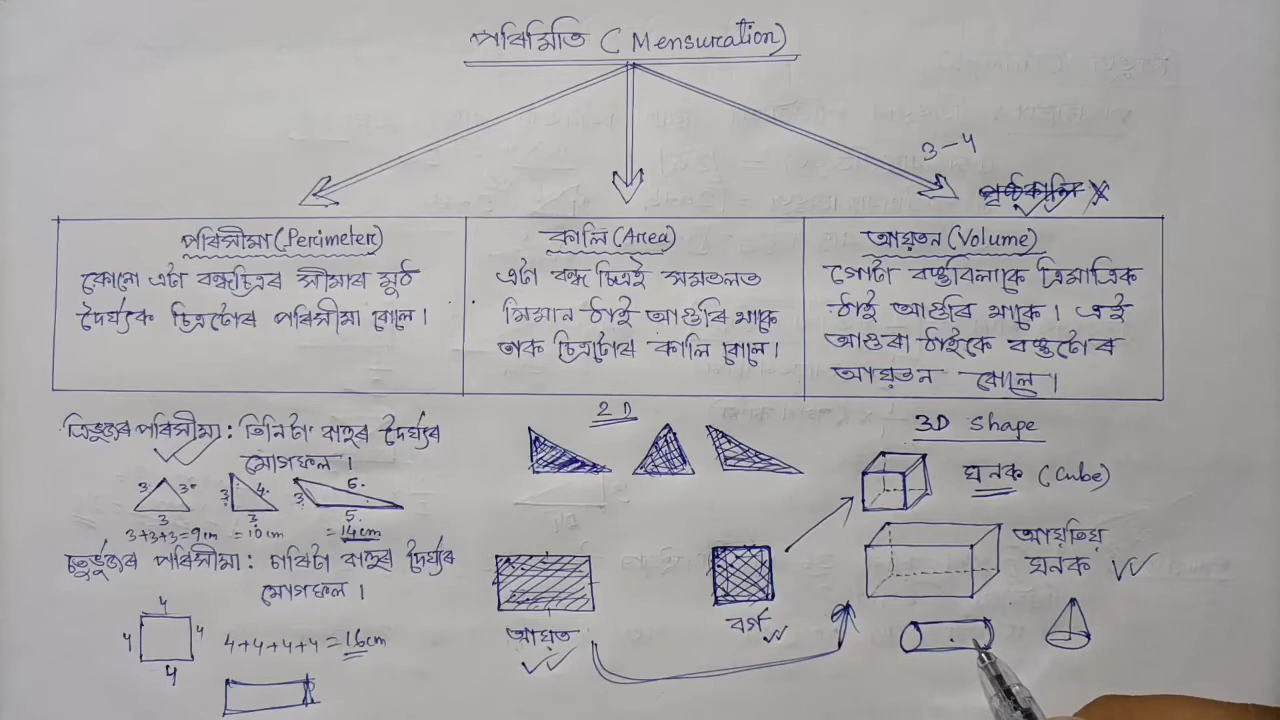 পৰিমিতি (Mensuration)
3-4
পৃষ্ঠকালি
পৰিসীমা (Perimeter)
কোনো এটা বন্ধচিত্ৰৰ সীমাৰ মুঠ
দৈৰ্ঘ্যক চিত্ৰটোৰ পৰিসীমা বোলে।
কালি (Area)
এটা বন্ধ চিত্ৰই সমতলত
যিমান ঠাই আগুৰি থাকে
তাক চিত্ৰটোৰ কালি বোলে।
আয়তন (Volume)
গোটা বস্তুবিলাকে ত্ৰিমাত্ৰিক
ঠাই আগুৰি থাকে। এই
আগুৰা ঠাইকে বস্তুটোৰ
আয়তন বোলে।
ত্ৰিভুজৰ পৰিসীমা: তিনিটা বাহুৰ দৈৰ্ঘ্যৰ
যোগফল।
3 3
3
3 4
3
3 6
5
3+3+3=9cm =10cm =14cm
চতুৰ্ভুজৰ পৰিসীমা: চাৰিটা বাহুৰ দৈৰ্ঘ্যৰ
যোগফল।
4
4 4
4
4+4+4+4=16cm
2D
আয়ত
বৰ্গ
3D Shape
ঘনক (Cube)
আয়তিয়
ঘনক